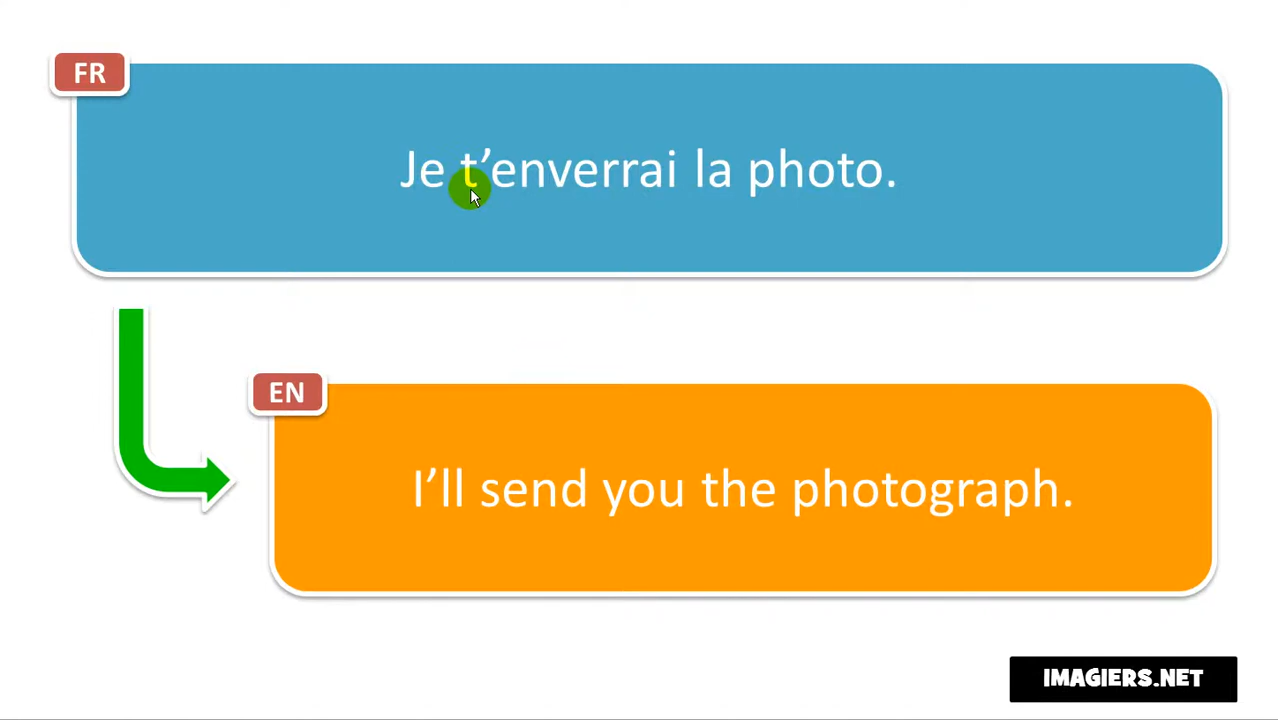 FR
Je t’enverrai la photo.
EN
I’ll send you the photograph.
IMAGIERS.NET